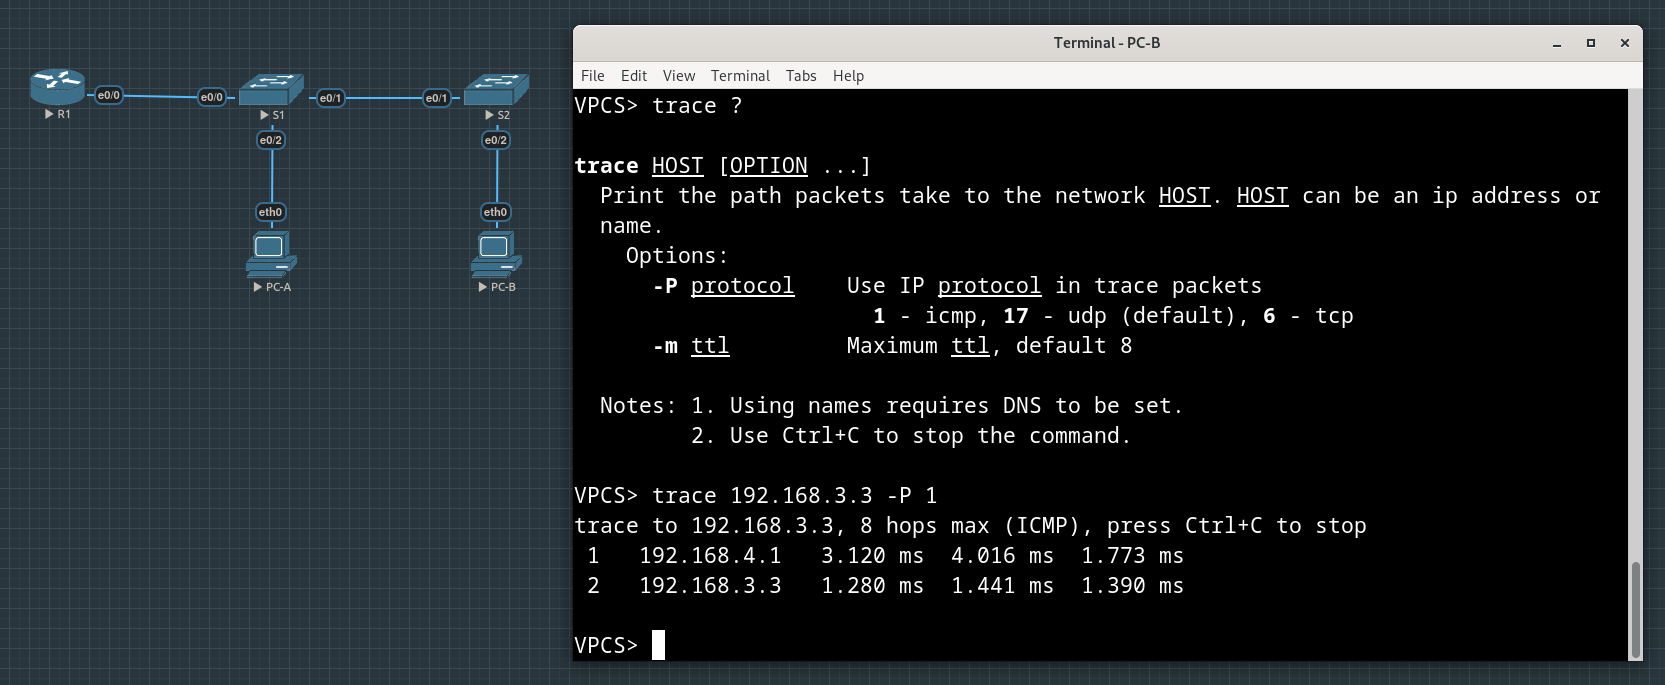 e0/0
e0/0
e0/1
e0/1
R1
S1
S2
e0/2
e0/2
eth0
eth0
PC-A
PC-B
Terminal - PC-B
File Edit View Terminal Tabs Help
VPCS> trace ?
trace HOST [OPTION ...]
Print the path packets take to the network HOST. HOST can be an ip address or
name.
Options:
-P protocol Use IP protocol in trace packets
1 - icmp, 17 - udp (default), 6 - tcp
-m ttl Maximum ttl, default 8
Notes: 1. Using names requires DNS to be set.
2. Use Ctrl+C to stop the command.
VPCS> trace 192.168.3.3 -P 1
trace to 192.168.3.3, 8 hops max (ICMP), press Ctrl+C to stop
1 192.168.4.1 3.120 ms 4.016 ms 1.773 ms
2 192.168.3.3 1.280 ms 1.441 ms 1.390 ms
VPCS>